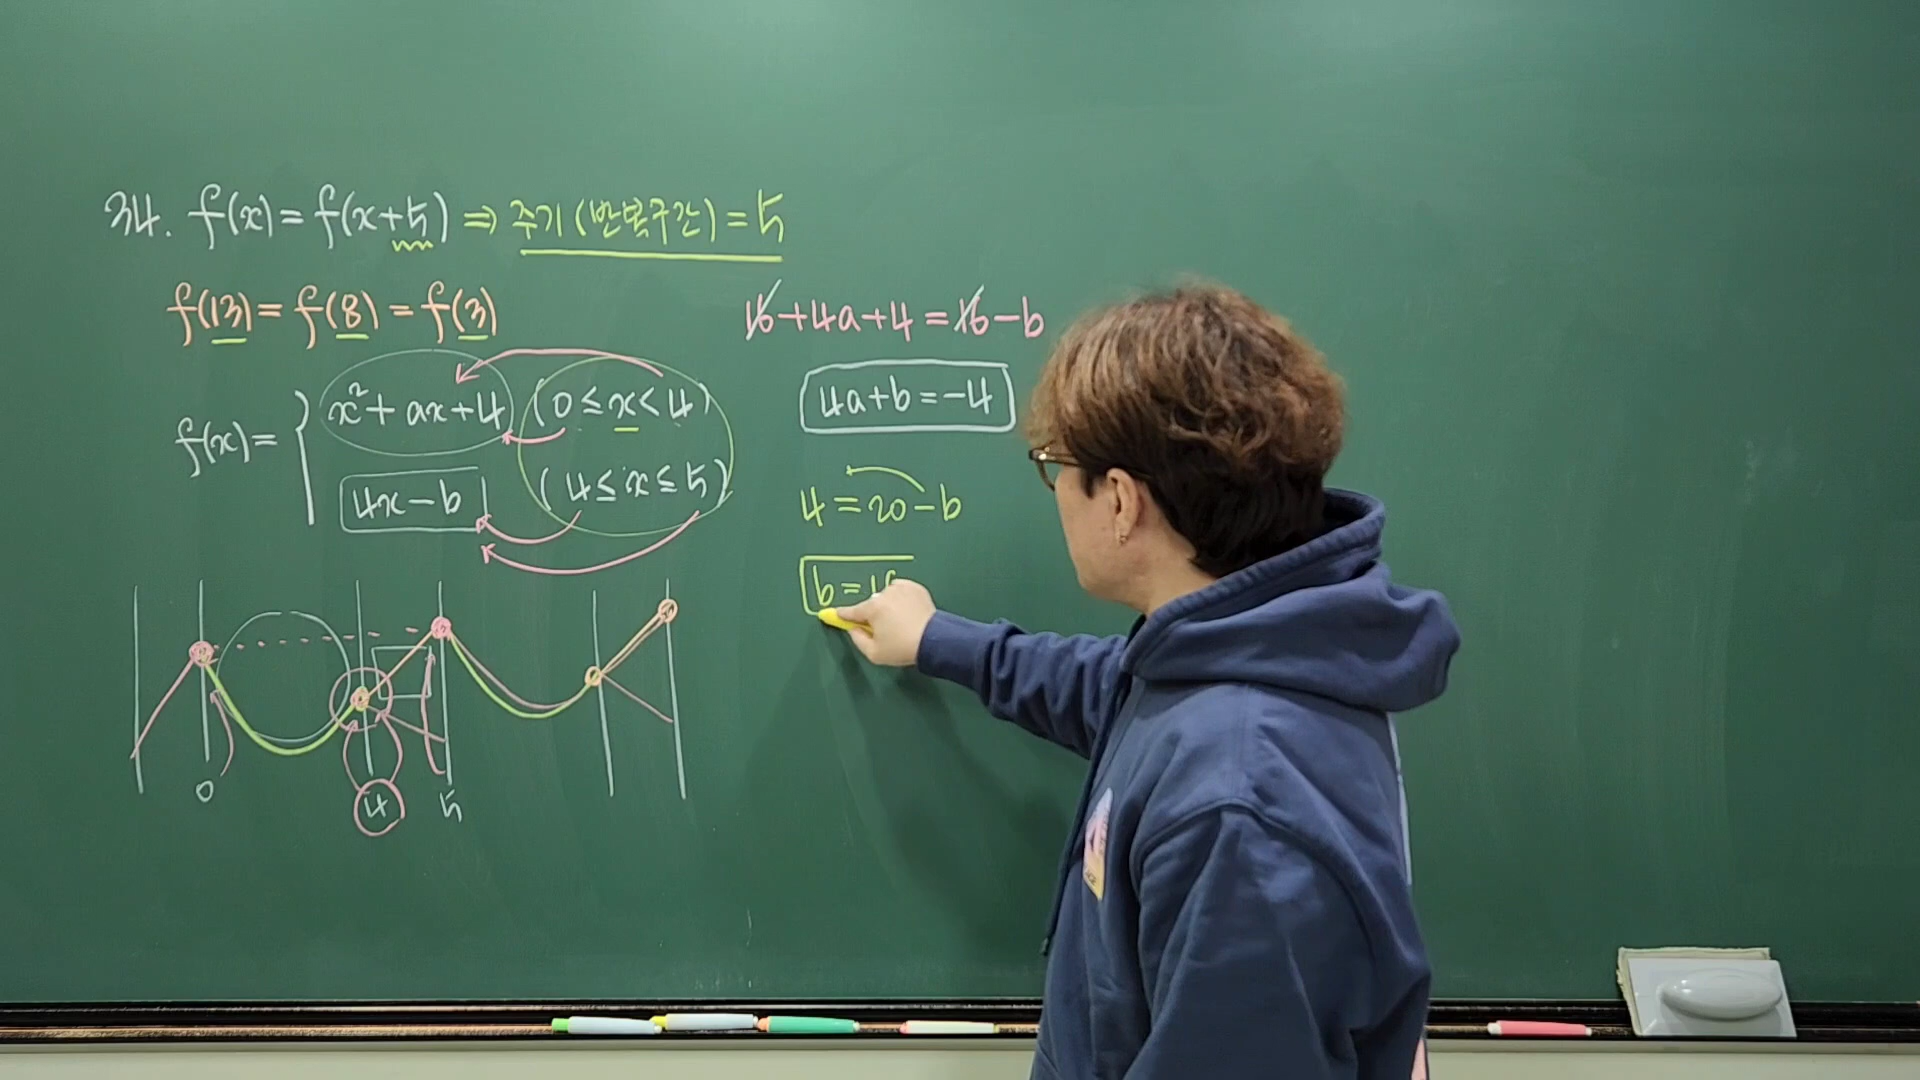 34. f(x) = f(x+5) ⇒ 주기 (반복구간) = 5
f(13) = f(8) = f(3)
f(x) = { x² + ax + 4 (0 ≤ x < 4)
4x - b (4 ≤ x ≤ 5)
0 4 5
16 + 4a + 4 = 16 - b
4a + b = -4
4 = 20 - b
b = 16